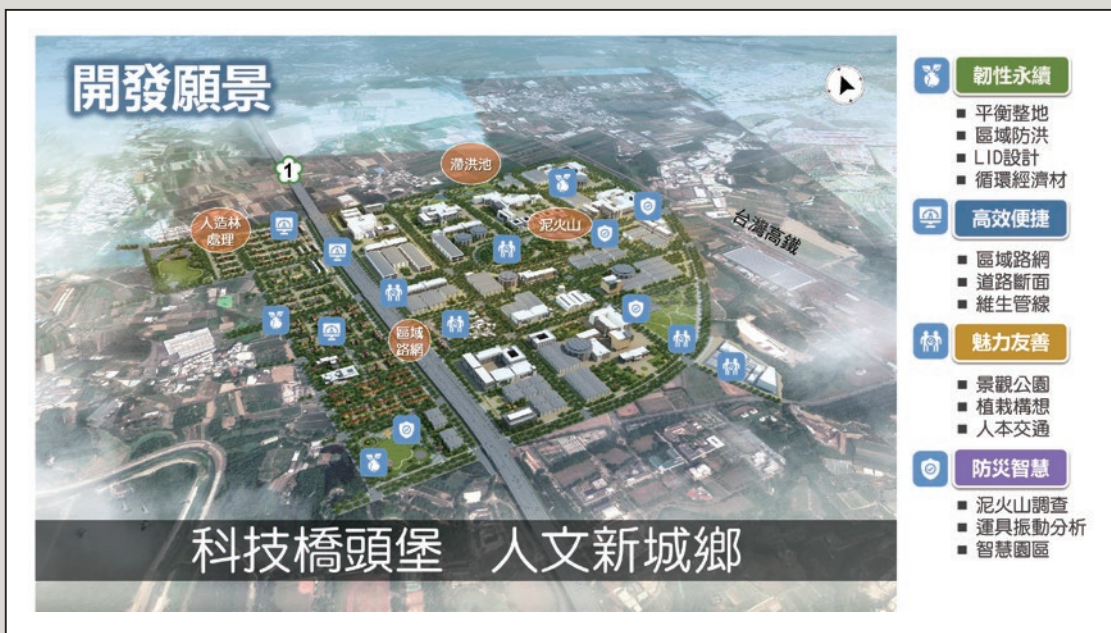 開發願景
1
滯洪池
人造林
處理
泥火山
台灣高鐵
區域
路網
科技橋頭堡 人文新城鄉
韌性永續
■ 平衡整地
■ 區域防洪
■ LID設計
■ 循環經濟材
高效便捷
■ 區域路網
■ 道路斷面
■ 維生管線
魅力友善
■ 景觀公園
■ 植栽構想
■ 人本交通
防災智慧
■ 泥火山調查
■ 運具振動分析
■ 智慧園區